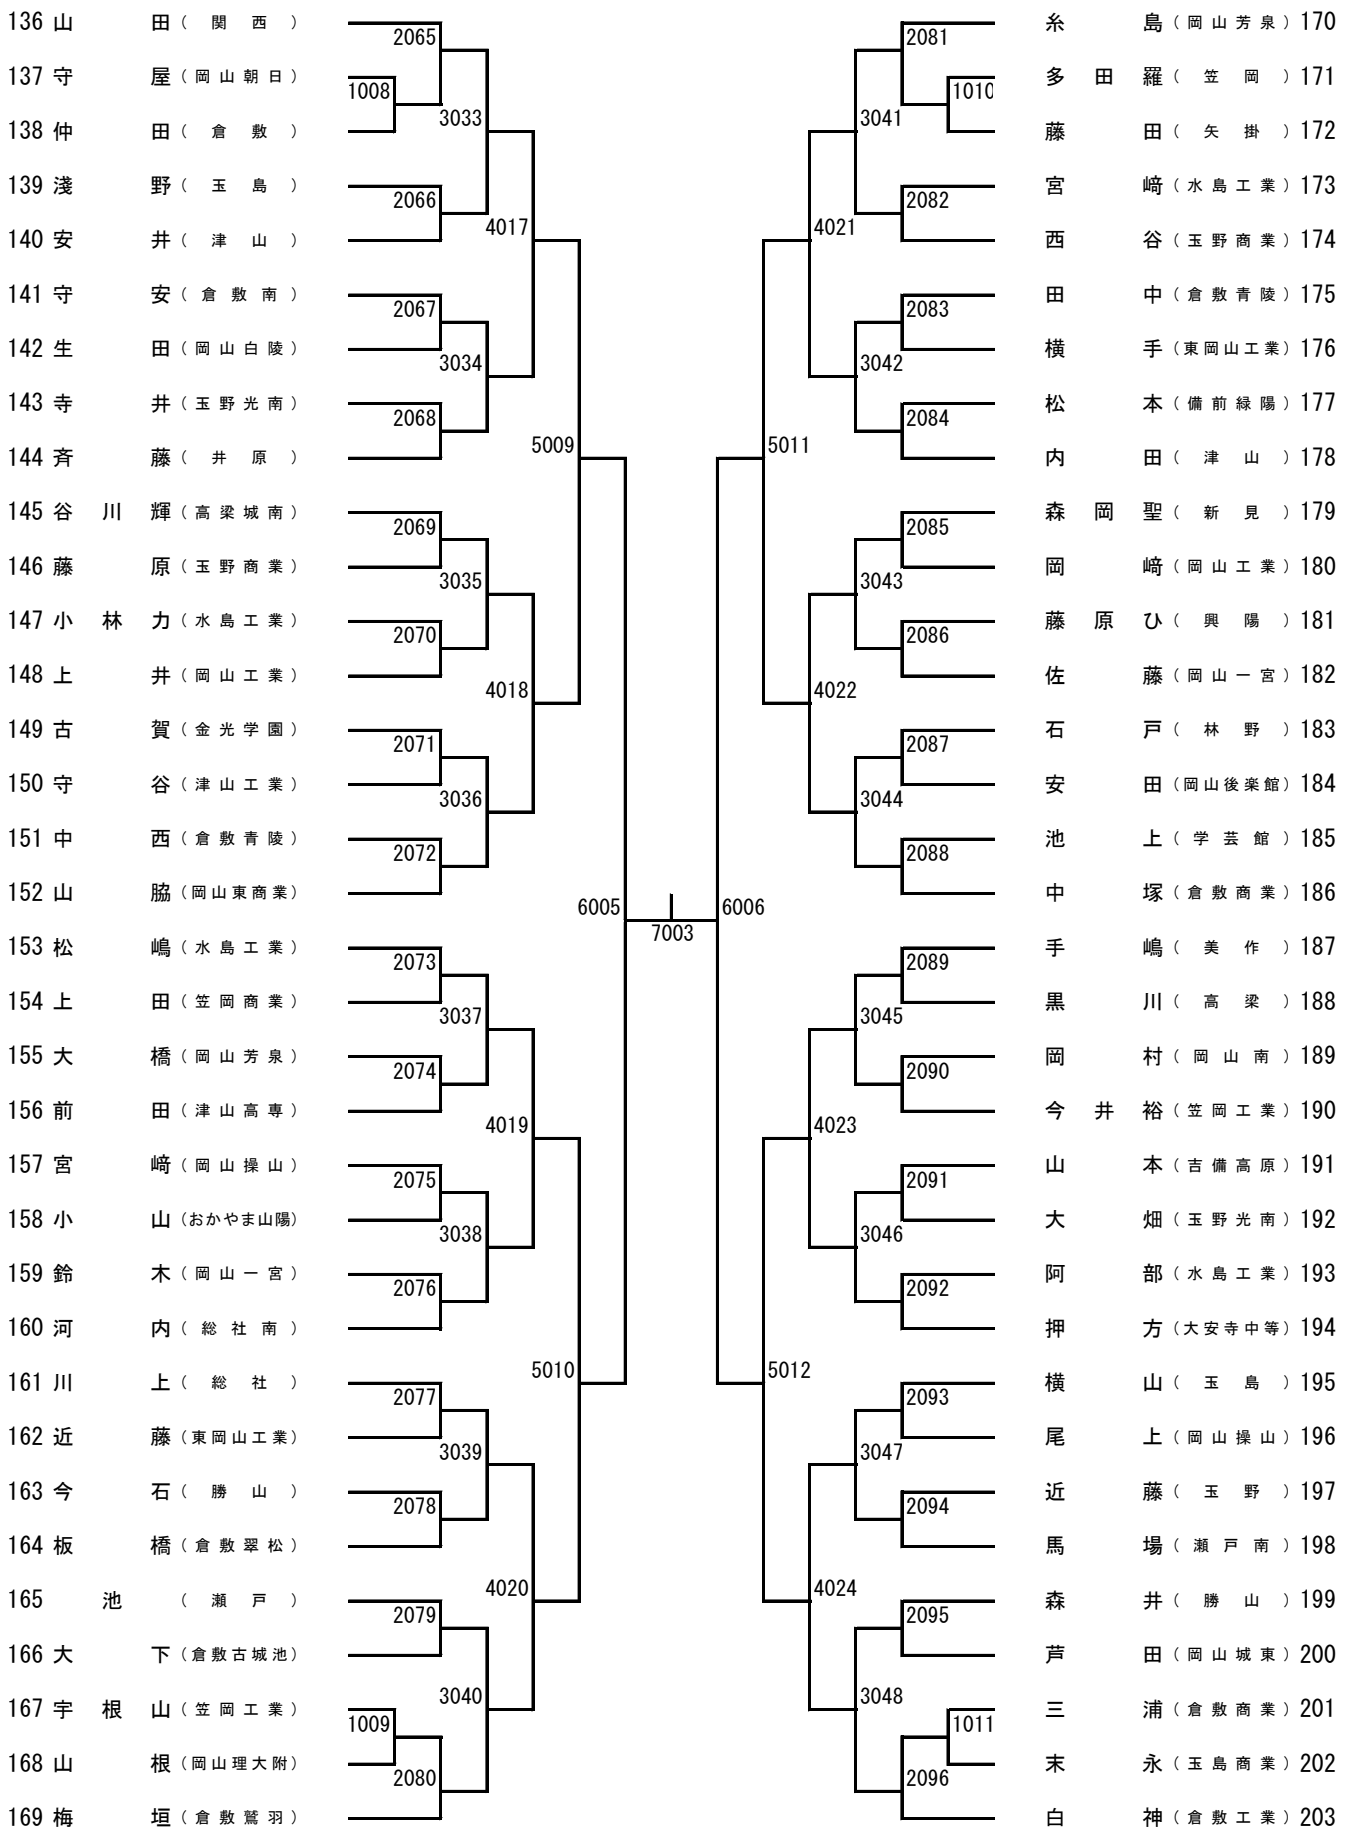 136 山田（関西）
2065
137 守屋（岡山朝日）
1008
138 仲田（倉敷）
3033
139 淺野（玉島）
2066
140 安井（津山）
4017
141 守安（倉敷南）
2067
142 生田（岡山白陵）
3034
143 寺井（玉野光南）
2068
144 斉藤（井原）
5009
145 谷川輝（高梁城南）
2069
146 藤原（玉野商業）
3035
147 小林力（水島工業）
2070
148 上井（岡山工業）
4018
149 古賀（金光学園）
2071
150 守谷（津山工業）
3036
151 中西（倉敷青陵）
2072
152 山脇（岡山東商業）
6005
7003
153 松嶋（水島工業）
2073
154 上田（笠岡商業）
3037
155 大橋（岡山芳泉）
2074
156 前田（津山高専）
4019
157 宮﨑（岡山操山）
2075
158 小山（おかやま山陽）
3038
159 鈴木（岡山一宮）
2076
160 河内（総社南）
5010
161 川上（総社）
2077
162 近藤（東岡山工業）
3039
163 今石（勝山）
2078
164 板橋（倉敷翠松）
4020
165 池（瀬戸）
2079
166 大下（倉敷古城池）
3040
167 宇根山（笠岡工業）
1009
168 山根（岡山理大附）
2080
169 梅垣（倉敷鷲羽）
糸島（岡山芳泉）170
2081
多田羅（笠岡）171
1010
藤田（矢掛）172
3041
宮﨑（水島工業）173
2082
西谷（玉野商業）174
4021
田中（倉敷青陵）175
2083
横手（東岡山工業）176
3042
松本（備前緑陽）177
2084
内田（津山）178
5011
森岡聖（新見）179
2085
岡﨑（岡山工業）180
3043
藤原ひ（興陽）181
2086
佐藤（岡山一宮）182
4022
石戸（林野）183
2087
安田（岡山後楽館）184
3044
池上（学芸館）185
2088
中塚（倉敷商業）186
6006
手嶋（美作）187
2089
黒川（高梁）188
3045
岡村（岡山南）189
2090
今井裕（笠岡工業）190
4023
山本（吉備高原）191
2091
大畑（玉野光南）192
3046
阿部（水島工業）193
2092
押方（大安寺中等）194
5012
横山（玉島）195
2093
尾上（岡山操山）196
3047
近藤（玉野）197
2094
馬場（瀬戸南）198
4024
森井（勝山）199
2095
芦田（岡山城東）200
3048
三浦（倉敷商業）201
1011
末永（玉島商業）202
2096
白神（倉敷工業）203